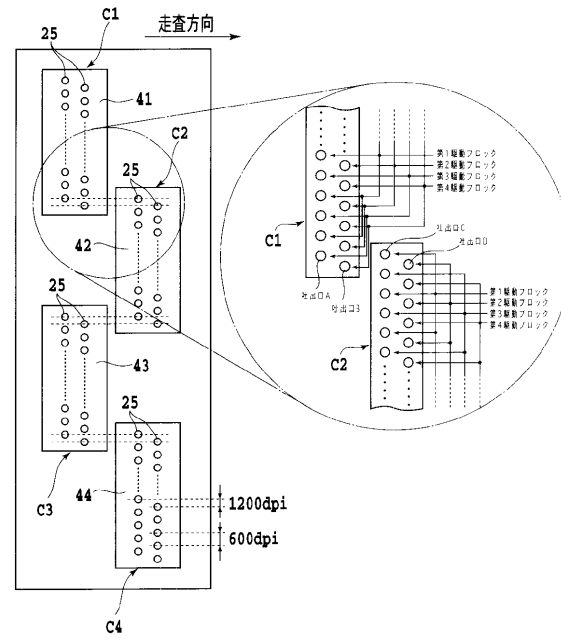 走査方向
C1
25
41
C2
25
42
25
43
25
C3
44
1200dpi
600dpi
C4
第1駆動ブロック
第2駆動ブロック
第3駆動ブロック
第4駆動ブロック
C1
吐出口A
吐出口B
吐出口C
吐出口D
第1駆動ブロック
第2駆動ブロック
第3駆動ブロック
第4駆動ブロック
C2